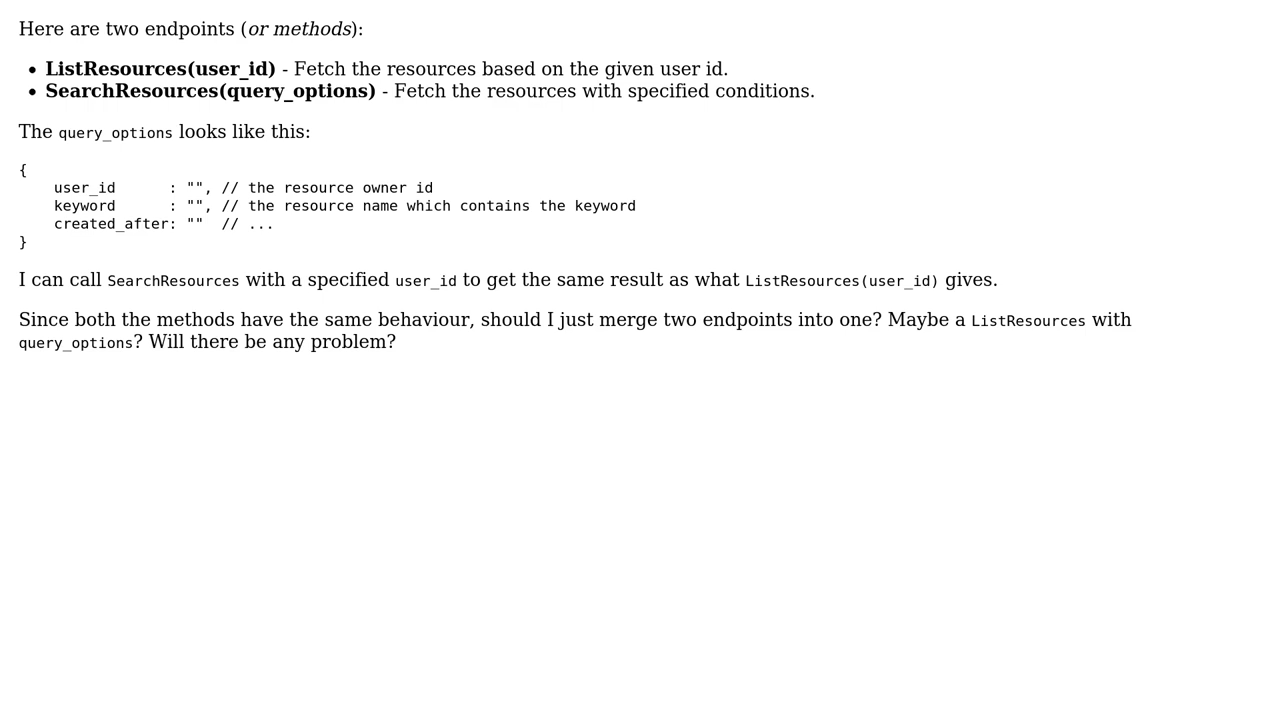 Here are two endpoints (or methods):
• ListResources(user_id) - Fetch the resources based on the given user id.
• SearchResources(query_options) - Fetch the resources with specified conditions.
The query_options looks like this:
{
    user_id      : "", // the resource owner id
    keyword      : "", // the resource name which contains the keyword
    created_after: ""  // ...
}
I can call SearchResources with a specified user_id to get the same result as what ListResources(user_id) gives.
Since both the methods have the same behaviour, should I just merge two endpoints into one? Maybe a ListResources with
query_options? Will there be any problem?